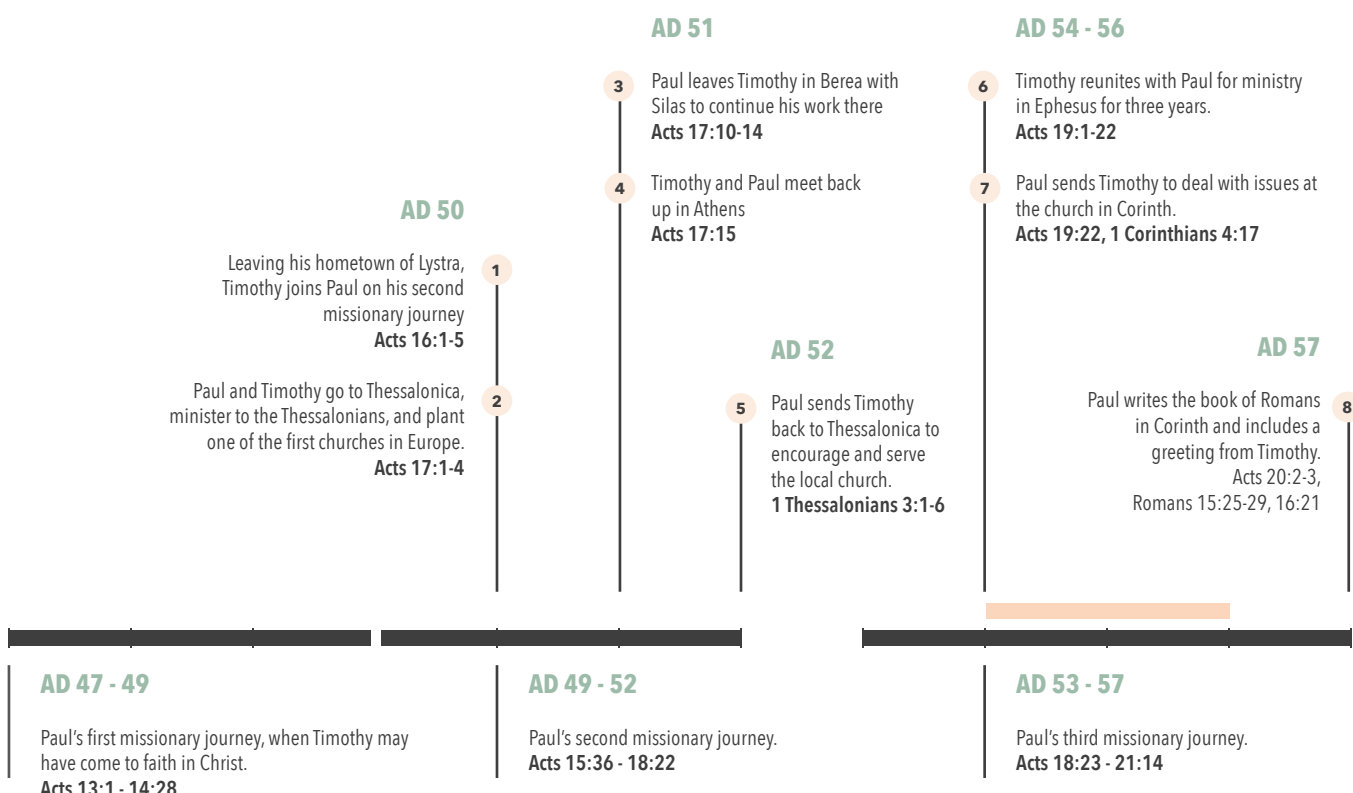 AD 50
1
Leaving his hometown of Lystra,
Timothy joins Paul on his second
missionary journey
Acts 16:1-5
2
Paul and Timothy go to Thessalonica,
minister to the Thessalonians, and plant
one of the first churches in Europe.
Acts 17:1-4
AD 51
3
Paul leaves Timothy in Berea with
Silas to continue his work there
Acts 17:10-14
4
Timothy and Paul meet back
up in Athens
Acts 17:15
AD 52
5
Paul sends Timothy
back to Thessalonica to
encourage and serve
the local church.
1 Thessalonians 3:1-6
AD 54 - 56
6
Timothy reunites with Paul for ministry
in Ephesus for three years.
Acts 19:1-22
7
Paul sends Timothy to deal with issues at
the church in Corinth.
Acts 19:22, 1 Corinthians 4:17
AD 57
8
Paul writes the book of Romans
in Corinth and includes a
greeting from Timothy.
Acts 20:2-3,
Romans 15:25-29, 16:21
AD 47 - 49
Paul’s first missionary journey, when Timothy may
have come to faith in Christ.
Acts 13:1 - 14:28
AD 49 - 52
Paul’s second missionary journey.
Acts 15:36 - 18:22
AD 53 - 57
Paul’s third missionary journey.
Acts 18:23 - 21:14